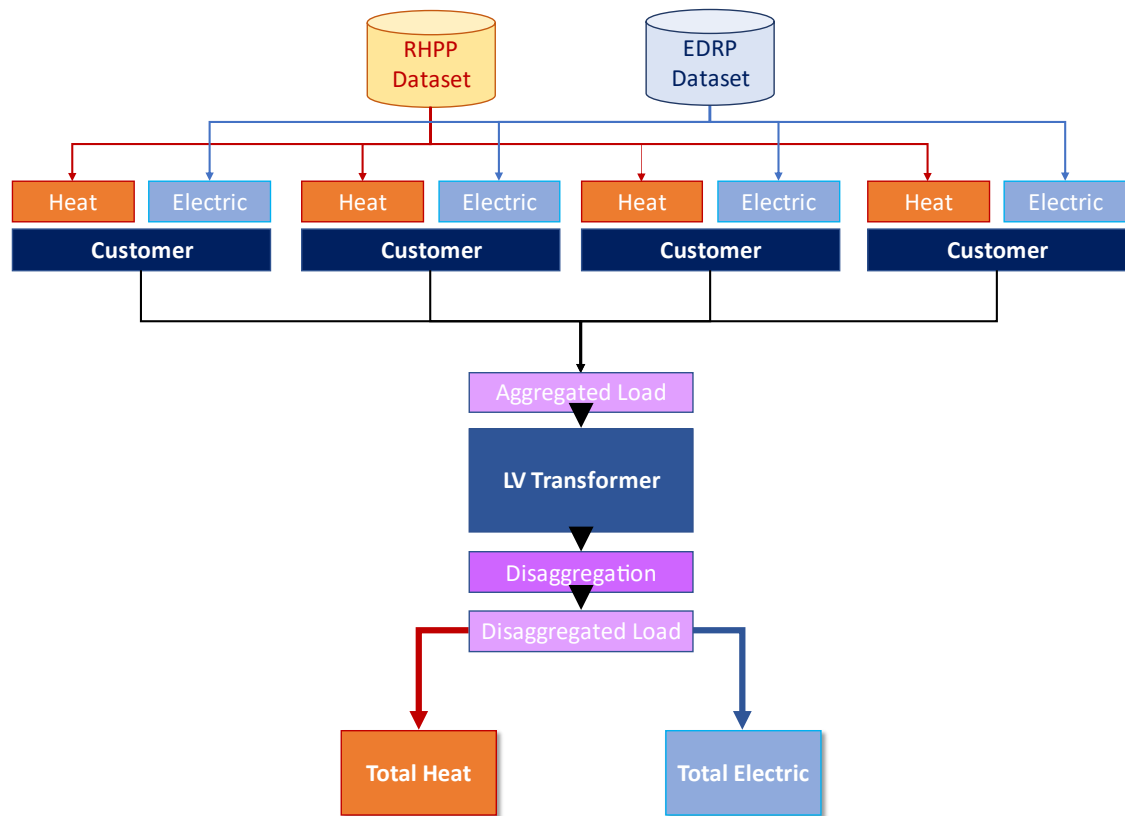 RHPP
Dataset
EDRP
Dataset
Heat
Electric
Heat
Electric
Heat
Electric
Heat
Electric
Customer
Customer
Customer
Customer
Aggregated Load
LV Transformer
Disaggregation
Disaggregated Load
Total Heat
Total Electric